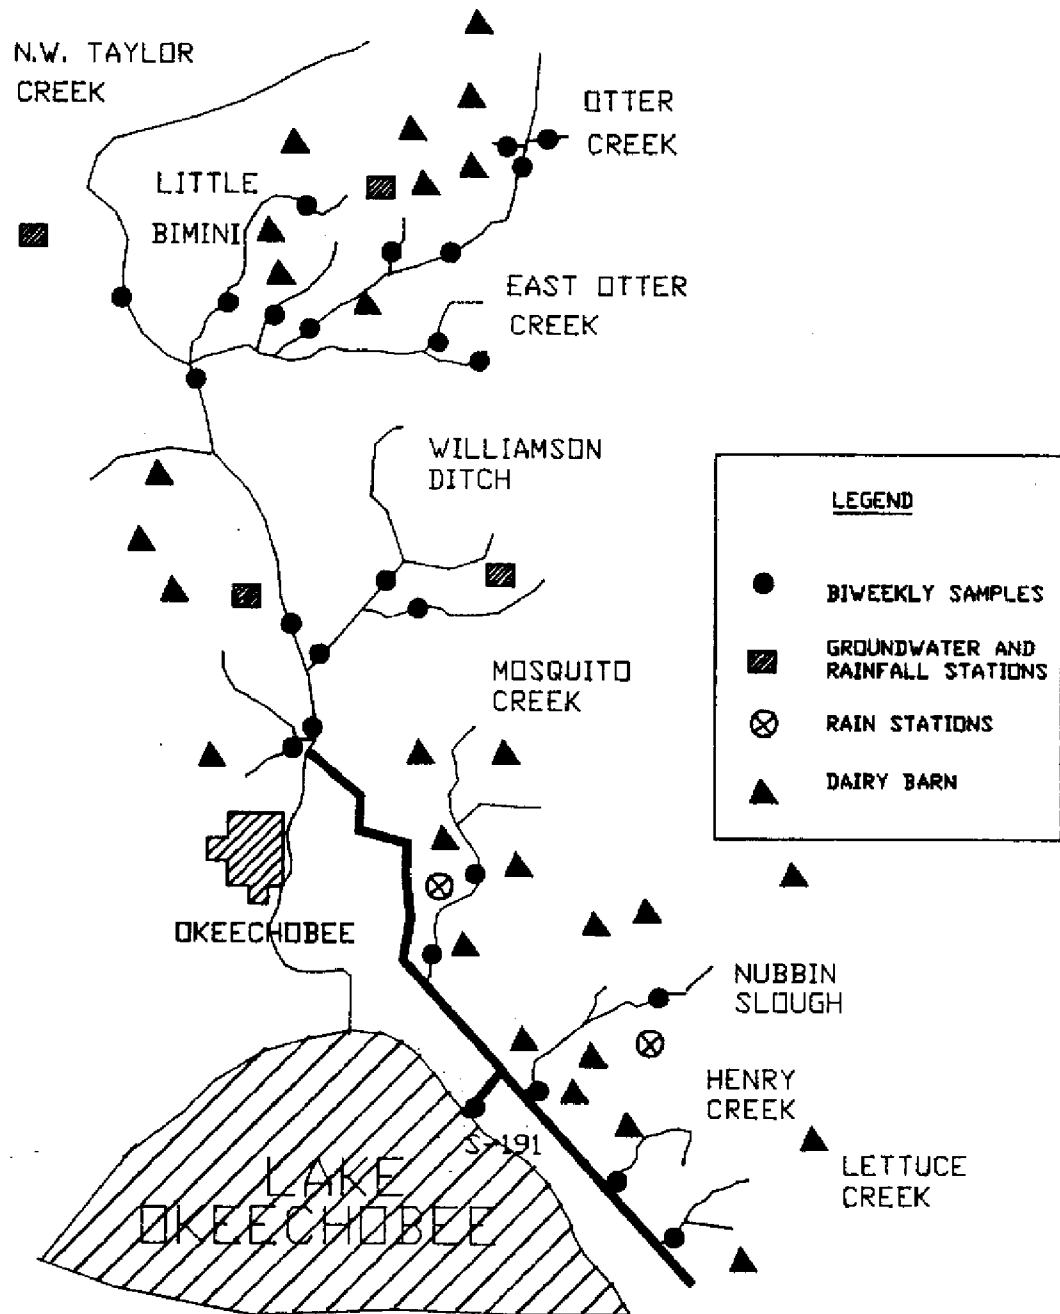 N.W. TAYLOR
CREEK
OTTER
CREEK
LITTLE
BIMINI
EAST OTTER
CREEK
WILLIAMSON
DITCH
LEGEND
BIWEEKLY SAMPLES
GROUNDWATER AND
RAINFALL STATIONS
RAIN STATIONS
DAIRY BARN
MOSQUITO
CREEK
OKEECHOBEE
NUBBIN
SLOUGH
HENRY
CREEK
S-191
LETTUCE
CREEK
LAKE
OKEECHOBEE